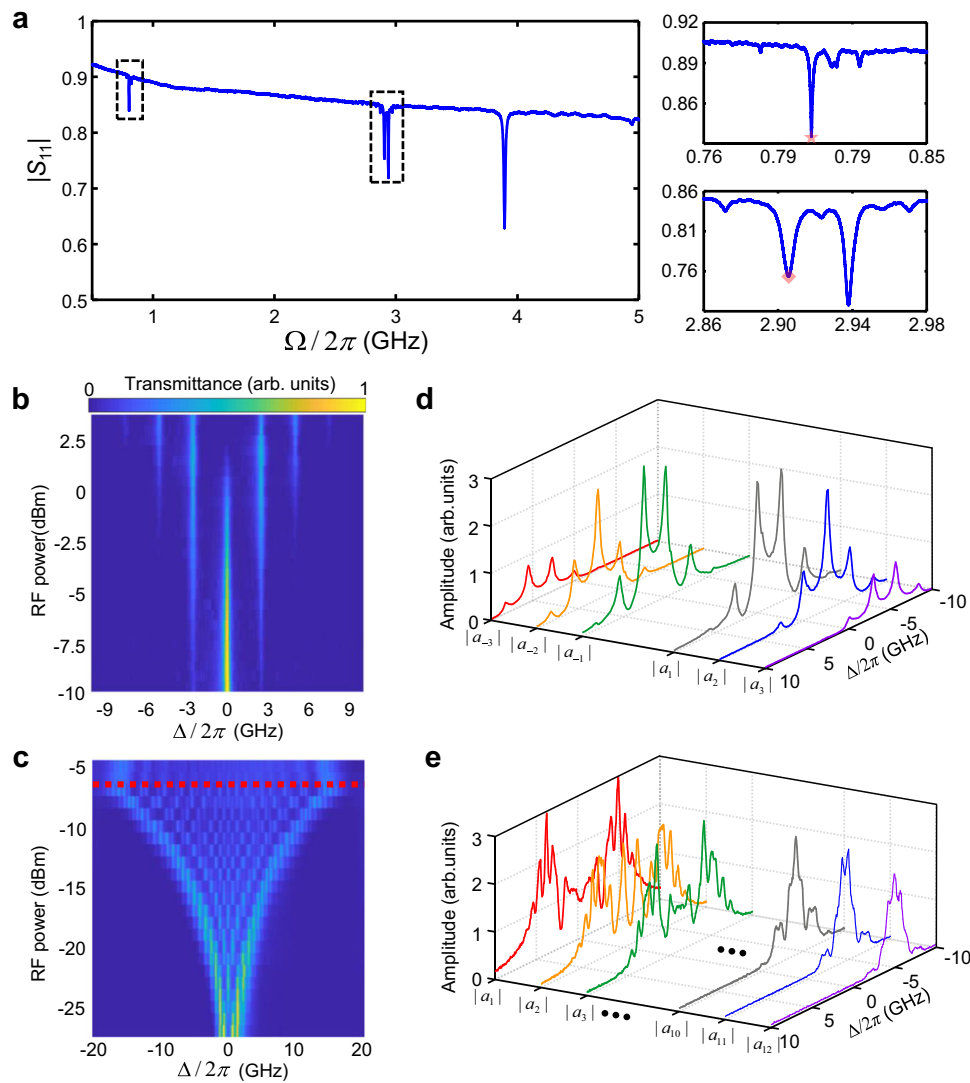 a
1
0.9
0.8
0.7
0.6
0.5
|S₁₁|
1 2 3 4 5
Ω/2π (GHz)
0.92
0.89
0.86
0.76 0.79 0.79 0.85
0.86
0.81
0.76
2.86 2.90 2.94 2.98
b
0 Transmittance (arb. units) 1
2.5
0
-2.5
-5
-7.5
-10
RF power(dBm)
-9 -6 -3 0 3 6 9
Δ/2π (GHz)
c
-5
-10
-15
-20
-25
RF power (dBm)
-20 -10 0 10 20
Δ/2π (GHz)
d
3
2
1
0
Amplitude (arb.units)
|a₋₃| |a₋₂| |a₋₁| |a₁| |a₂| |a₃|
10 5 0 -5 -10
Δ/2π (GHz)
e
3
2
1
0
Amplitude (arb.units)
|a₁| |a₂| |a₃| ••• |a₁₀| |a₁₁| |a₁₂|
•••
10 5 0 -5 -10
Δ/2π (GHz)